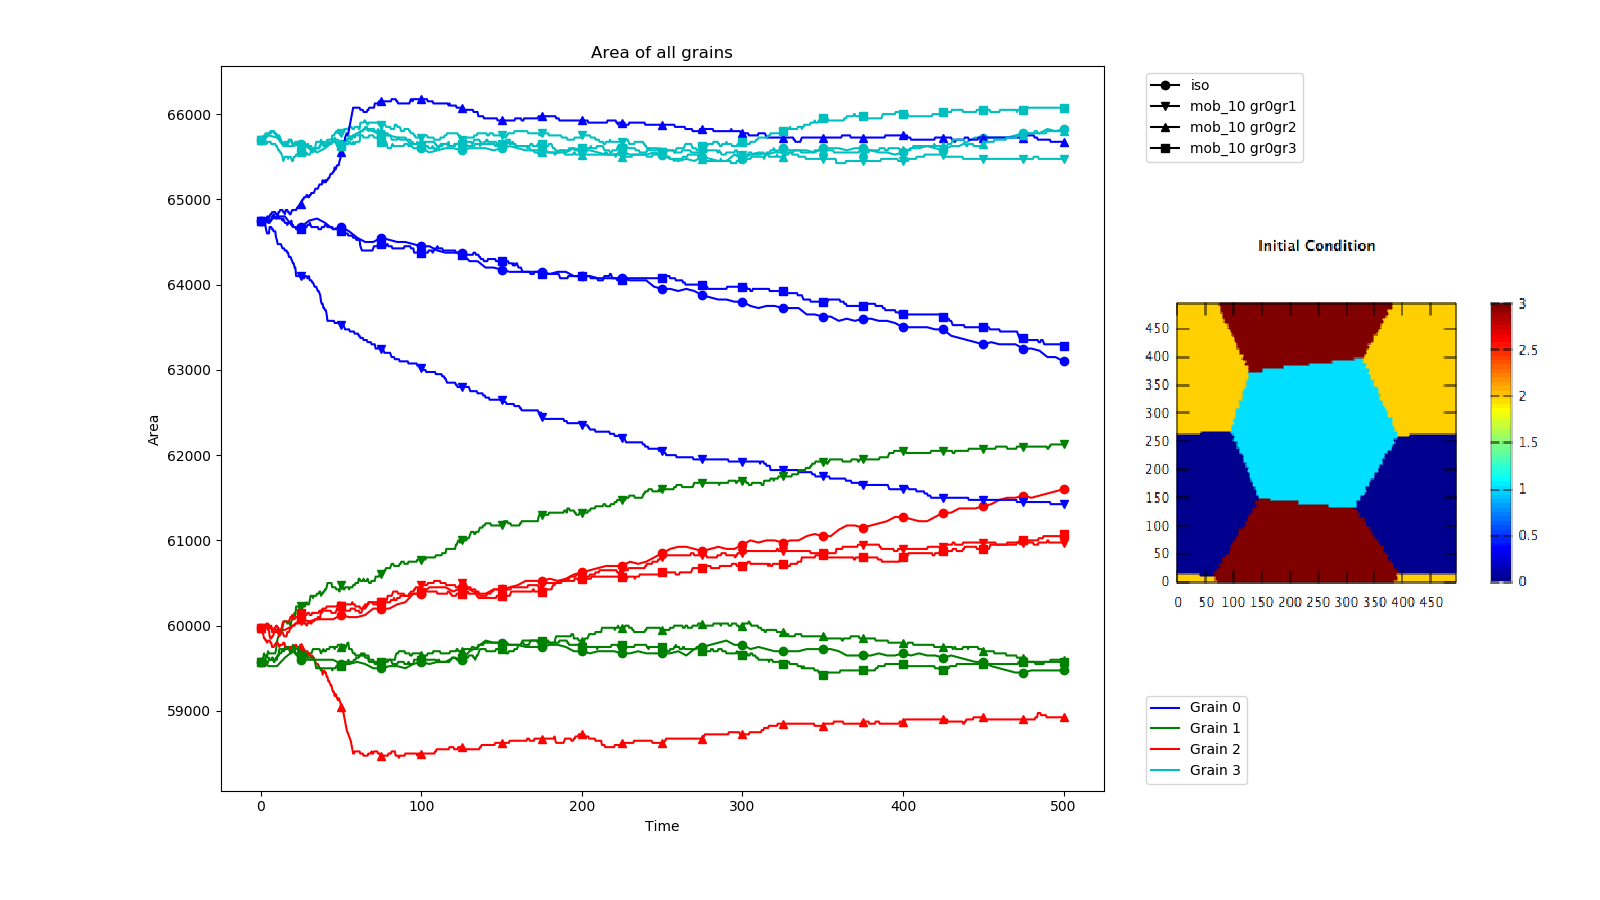 Area of all grains
66000
65000
64000
63000
62000
61000
60000
59000
Area
0 100 200 300 400 500
Time
iso
mob_10 gr0gr1
mob_10 gr0gr2
mob_10 gr0gr3
Initial Condition
450
400
350
300
250
200
150
100
50
0
0 50 100 150 200 250 300 350 400 450
3
2.5
2
1.5
1
0.5
0
Grain 0
Grain 1
Grain 2
Grain 3